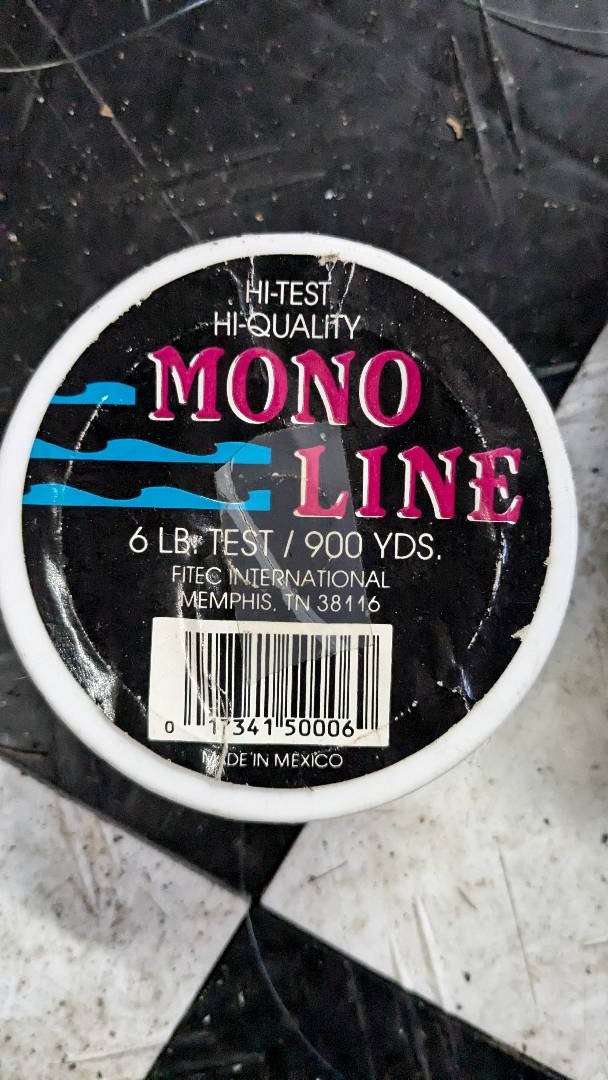 HI-TEST
HI-QUALITY
MONO
LINE
6 LB. TEST / 900 YDS.
FITEC INTERNATIONAL
MEMPHIS, TN 38116
0 17341 50006
MADE IN MEXICO